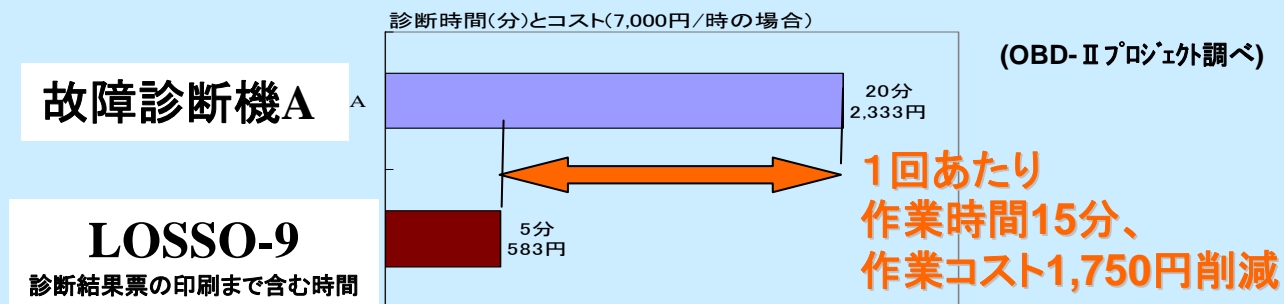 診断時間(分)とコスト(7,000円/時の場合)
(OBD-Ⅱプロジェクト調べ)
故障診断機A
A
20分
2,333円
1回あたり
作業時間15分、
作業コスト1,750円削減
LOSSO-9
診断結果票の印刷まで含む時間
5分
583円